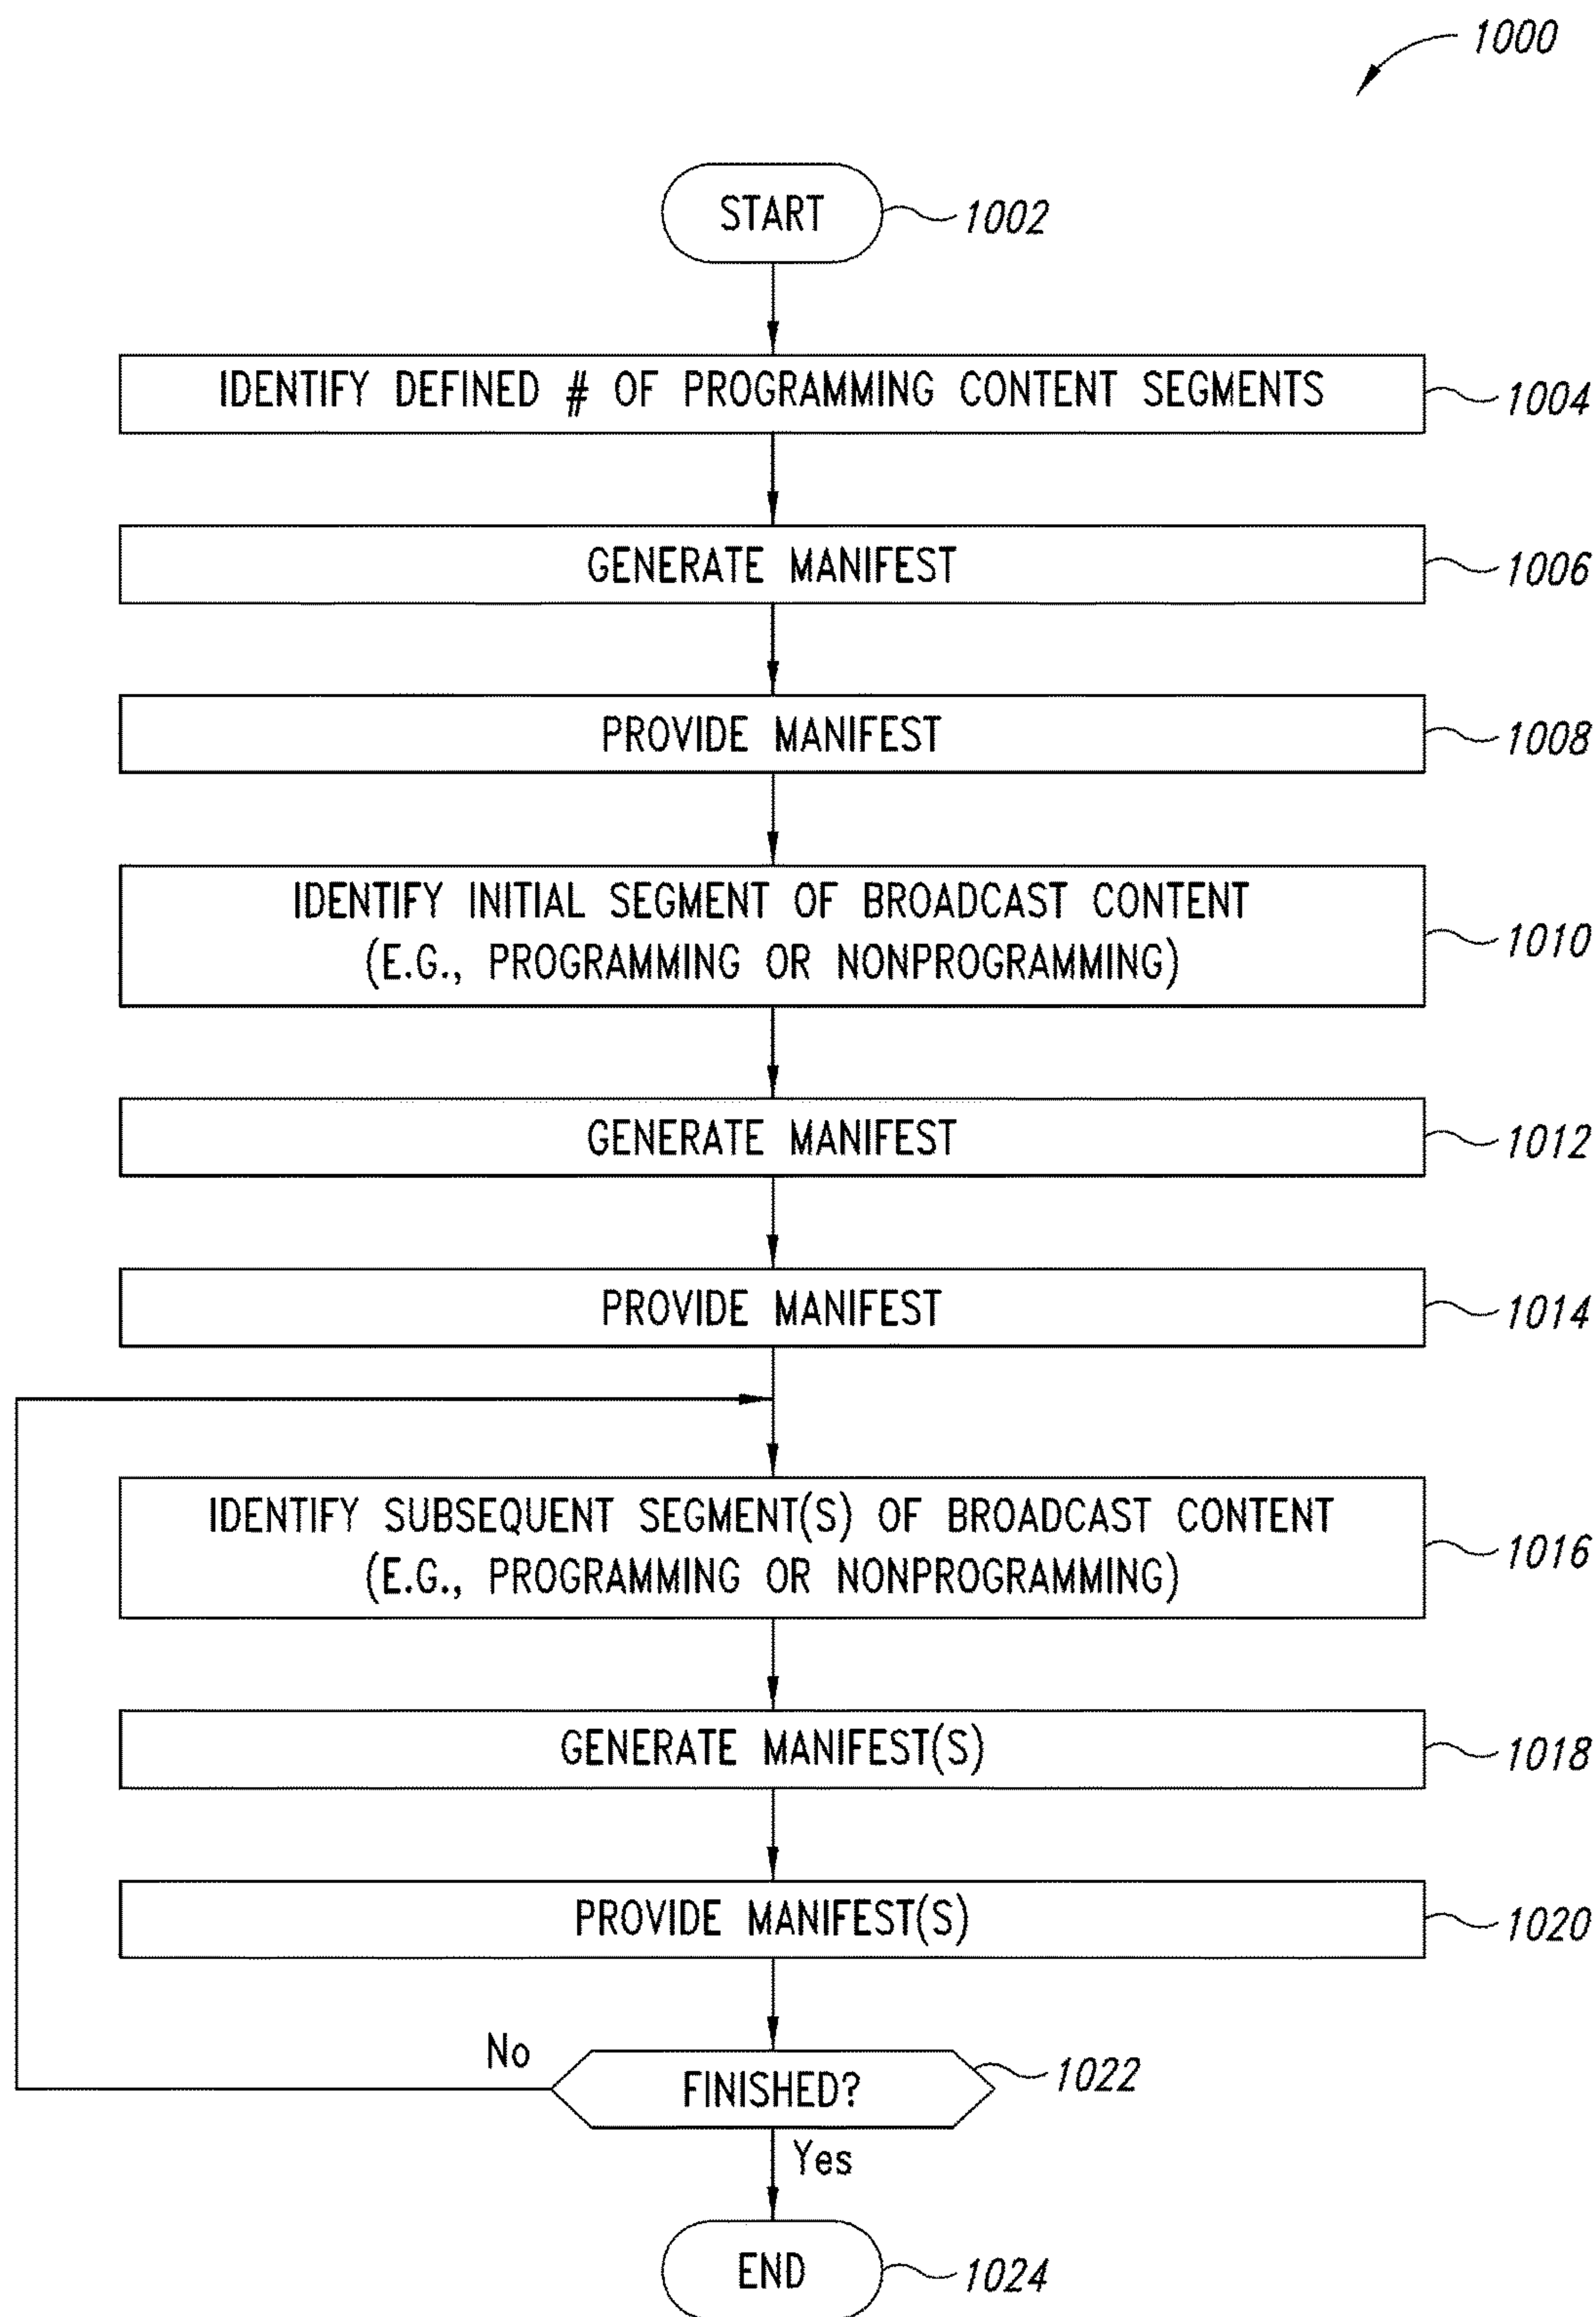 1000
START
1002
IDENTIFY DEFINED # OF PROGRAMMING CONTENT SEGMENTS
1004
GENERATE MANIFEST
1006
PROVIDE MANIFEST
1008
IDENTIFY INITIAL SEGMENT OF BROADCAST CONTENT
(E.G., PROGRAMMING OR NONPROGRAMMING)
1010
GENERATE MANIFEST
1012
PROVIDE MANIFEST
1014
IDENTIFY SUBSEQUENT SEGMENT(S) OF BROADCAST CONTENT
(E.G., PROGRAMMING OR NONPROGRAMMING)
1016
GENERATE MANIFEST(S)
1018
PROVIDE MANIFEST(S)
1020
No
FINISHED?
1022
Yes
END
1024